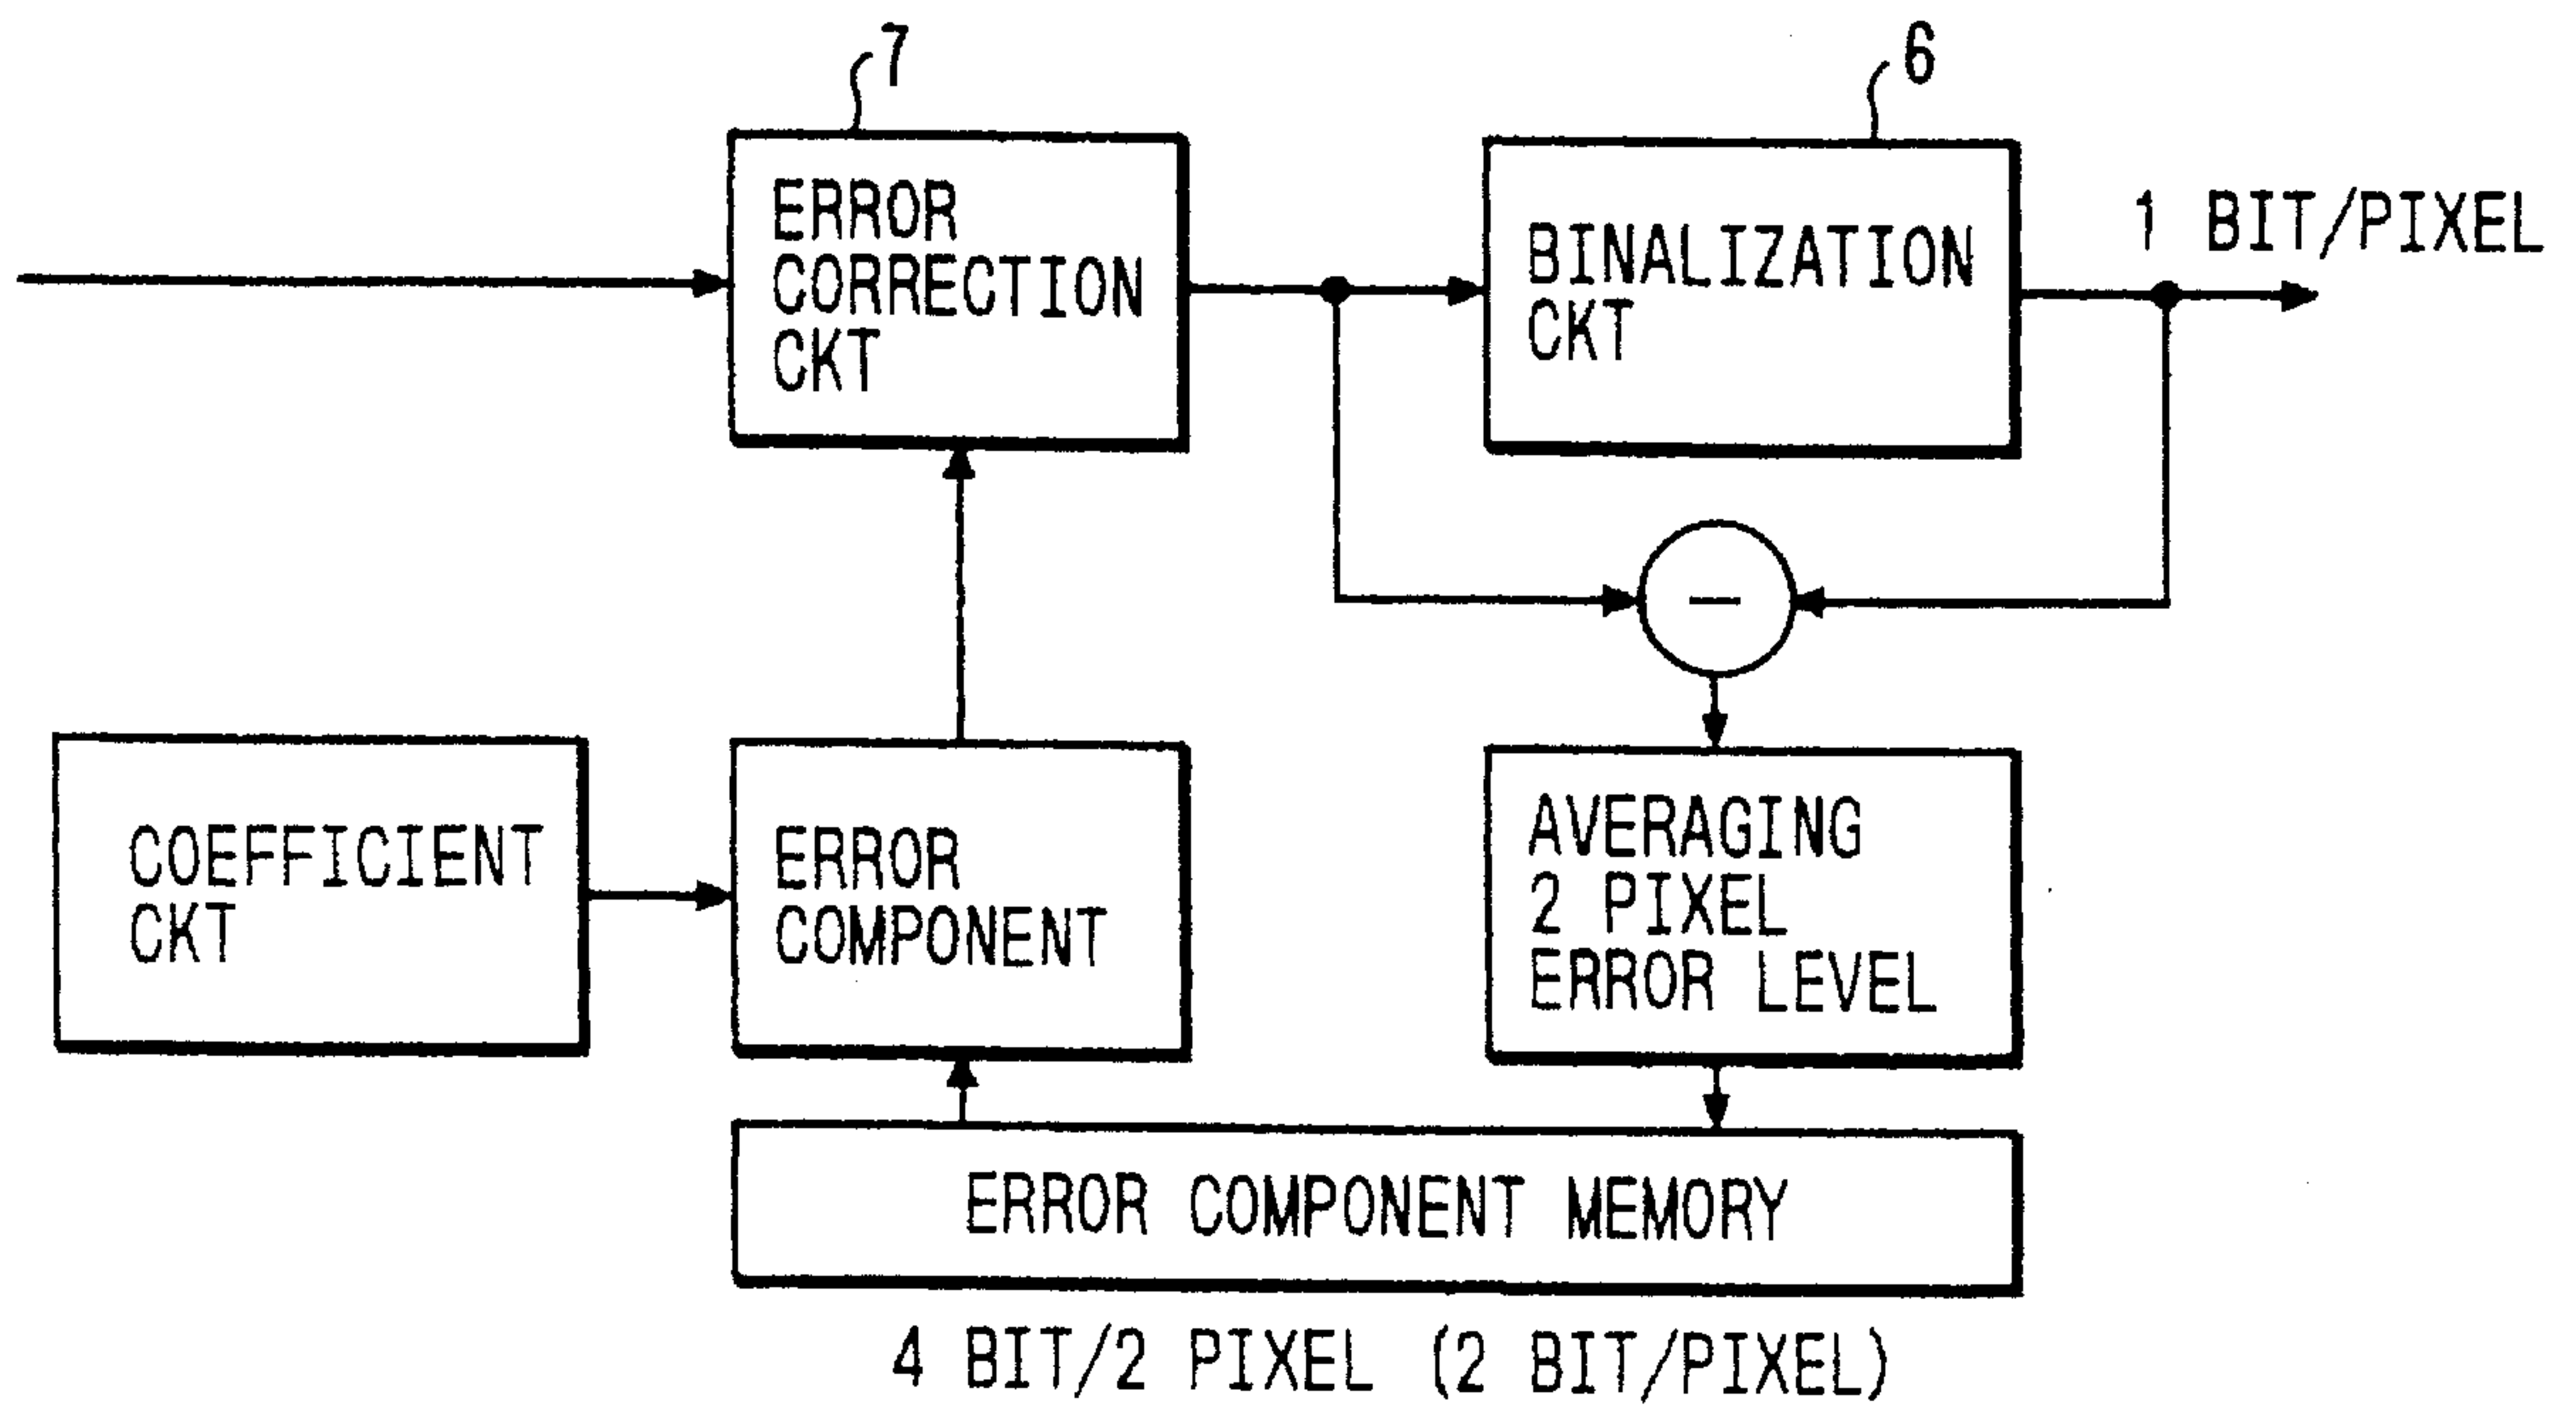 7
6
ERROR
CORRECTION
CKT
BINALIZATION
CKT
1 BIT/PIXEL
−
COEFFICIENT
CKT
ERROR
COMPONENT
AVERAGING
2 PIXEL
ERROR LEVEL
ERROR COMPONENT MEMORY
4 BIT/2 PIXEL (2 BIT/PIXEL)